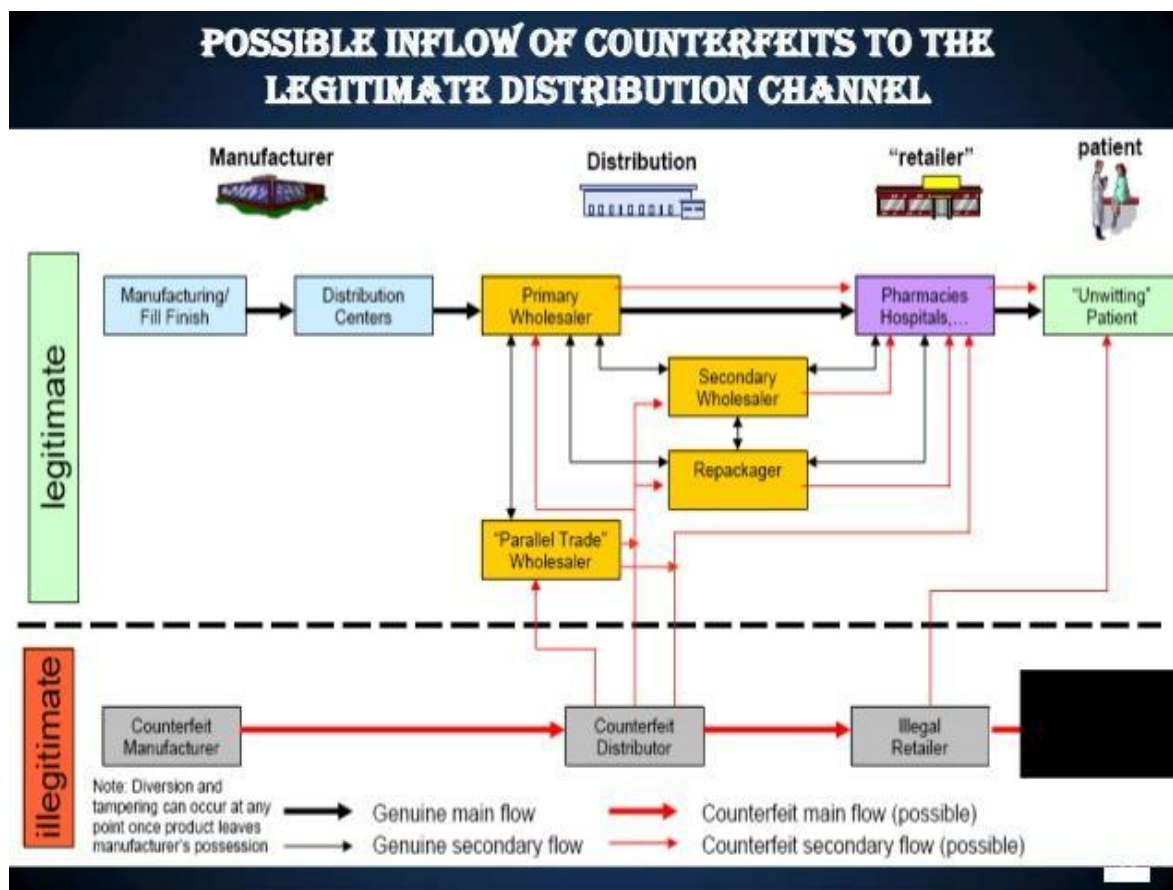 POSSIBLE INFLOW OF COUNTERFEITS TO THE
LEGITIMATE DISTRIBUTION CHANNEL
Manufacturer
Distribution
“retailer”
patient
legitimate
Manufacturing/
Fill Finish
Distribution
Centers
Primary
Wholesaler
Pharmacies
Hospitals,...
“Unwitting”
Patient
Secondary
Wholesaler
Repackager
“Parallel Trade”
Wholesaler
illegitimate
Counterfeit
Manufacturer
Counterfeit
Distributor
Illegal
Retailer
Note: Diversion and
tampering can occur at any
point once product leaves
manufacturer's possession
Genuine main flow
Genuine secondary flow
Counterfeit main flow (possible)
Counterfeit secondary flow (possible)